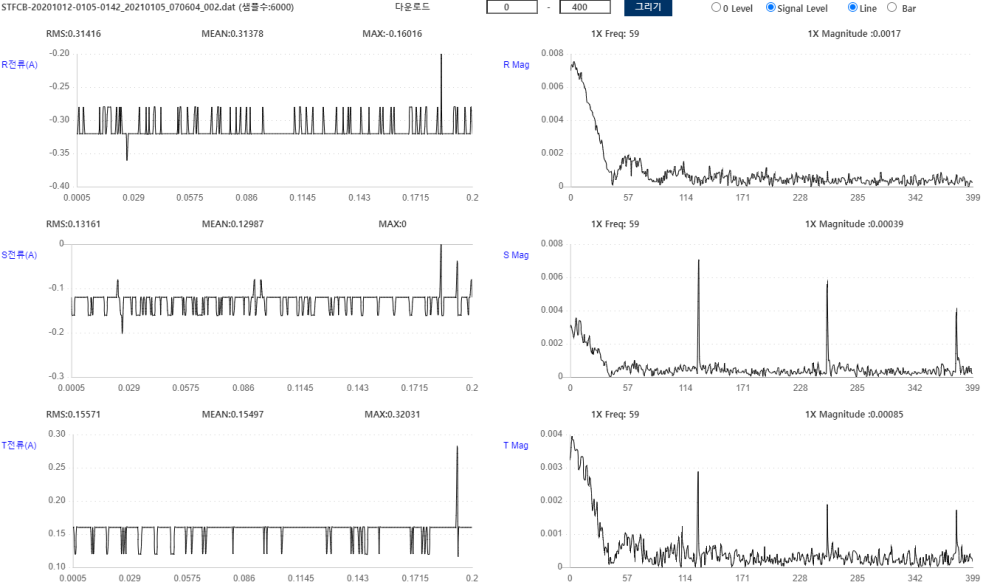 STFCB-20201012-0105-0142_20210105_070604_002.dat (샘플수:6000) 다운로드 0 - 400 그리기 0 Level Signal Level Line Bar
RMS:0.31416 MEAN:0.31378 MAX:-0.16016 1X Freq: 59 1X Magnitude :0.0017
R전류(A) R Mag
-0.20
-0.25
-0.30
-0.35
-0.40
0.0005 0.029 0.0575 0.086 0.1145 0.143 0.1715 0.2
0.008
0.006
0.004
0.002
0
0 57 114 171 228 285 342 399
RMS:0.13161 MEAN:0.12987 MAX:0 1X Freq: 59 1X Magnitude :0.00039
S전류(A) S Mag
0
-0.1
-0.2
-0.3
0.0005 0.029 0.0575 0.086 0.1145 0.143 0.1715 0.2
0.008
0.006
0.004
0.002
0
0 57 114 171 228 285 342 399
RMS:0.15571 MEAN:0.15497 MAX:0.32031 1X Freq: 59 1X Magnitude :0.00085
T전류(A) T Mag
0.30
0.25
0.20
0.15
0.10
0.0005 0.029 0.0575 0.086 0.1145 0.143 0.1715 0.2
0.004
0.003
0.002
0.001
0
0 57 114 171 228 285 342 399